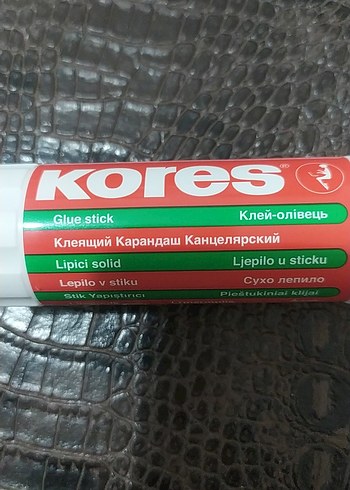 Kores®
Glue stick Клей-олівець
Клеящий Карандаш Канцелярский
Lipici solid Ljepilo u sticku
Lepilo v stiku Сухо лепило
Stik Yapıştırıcı Pieštukiniai klijai